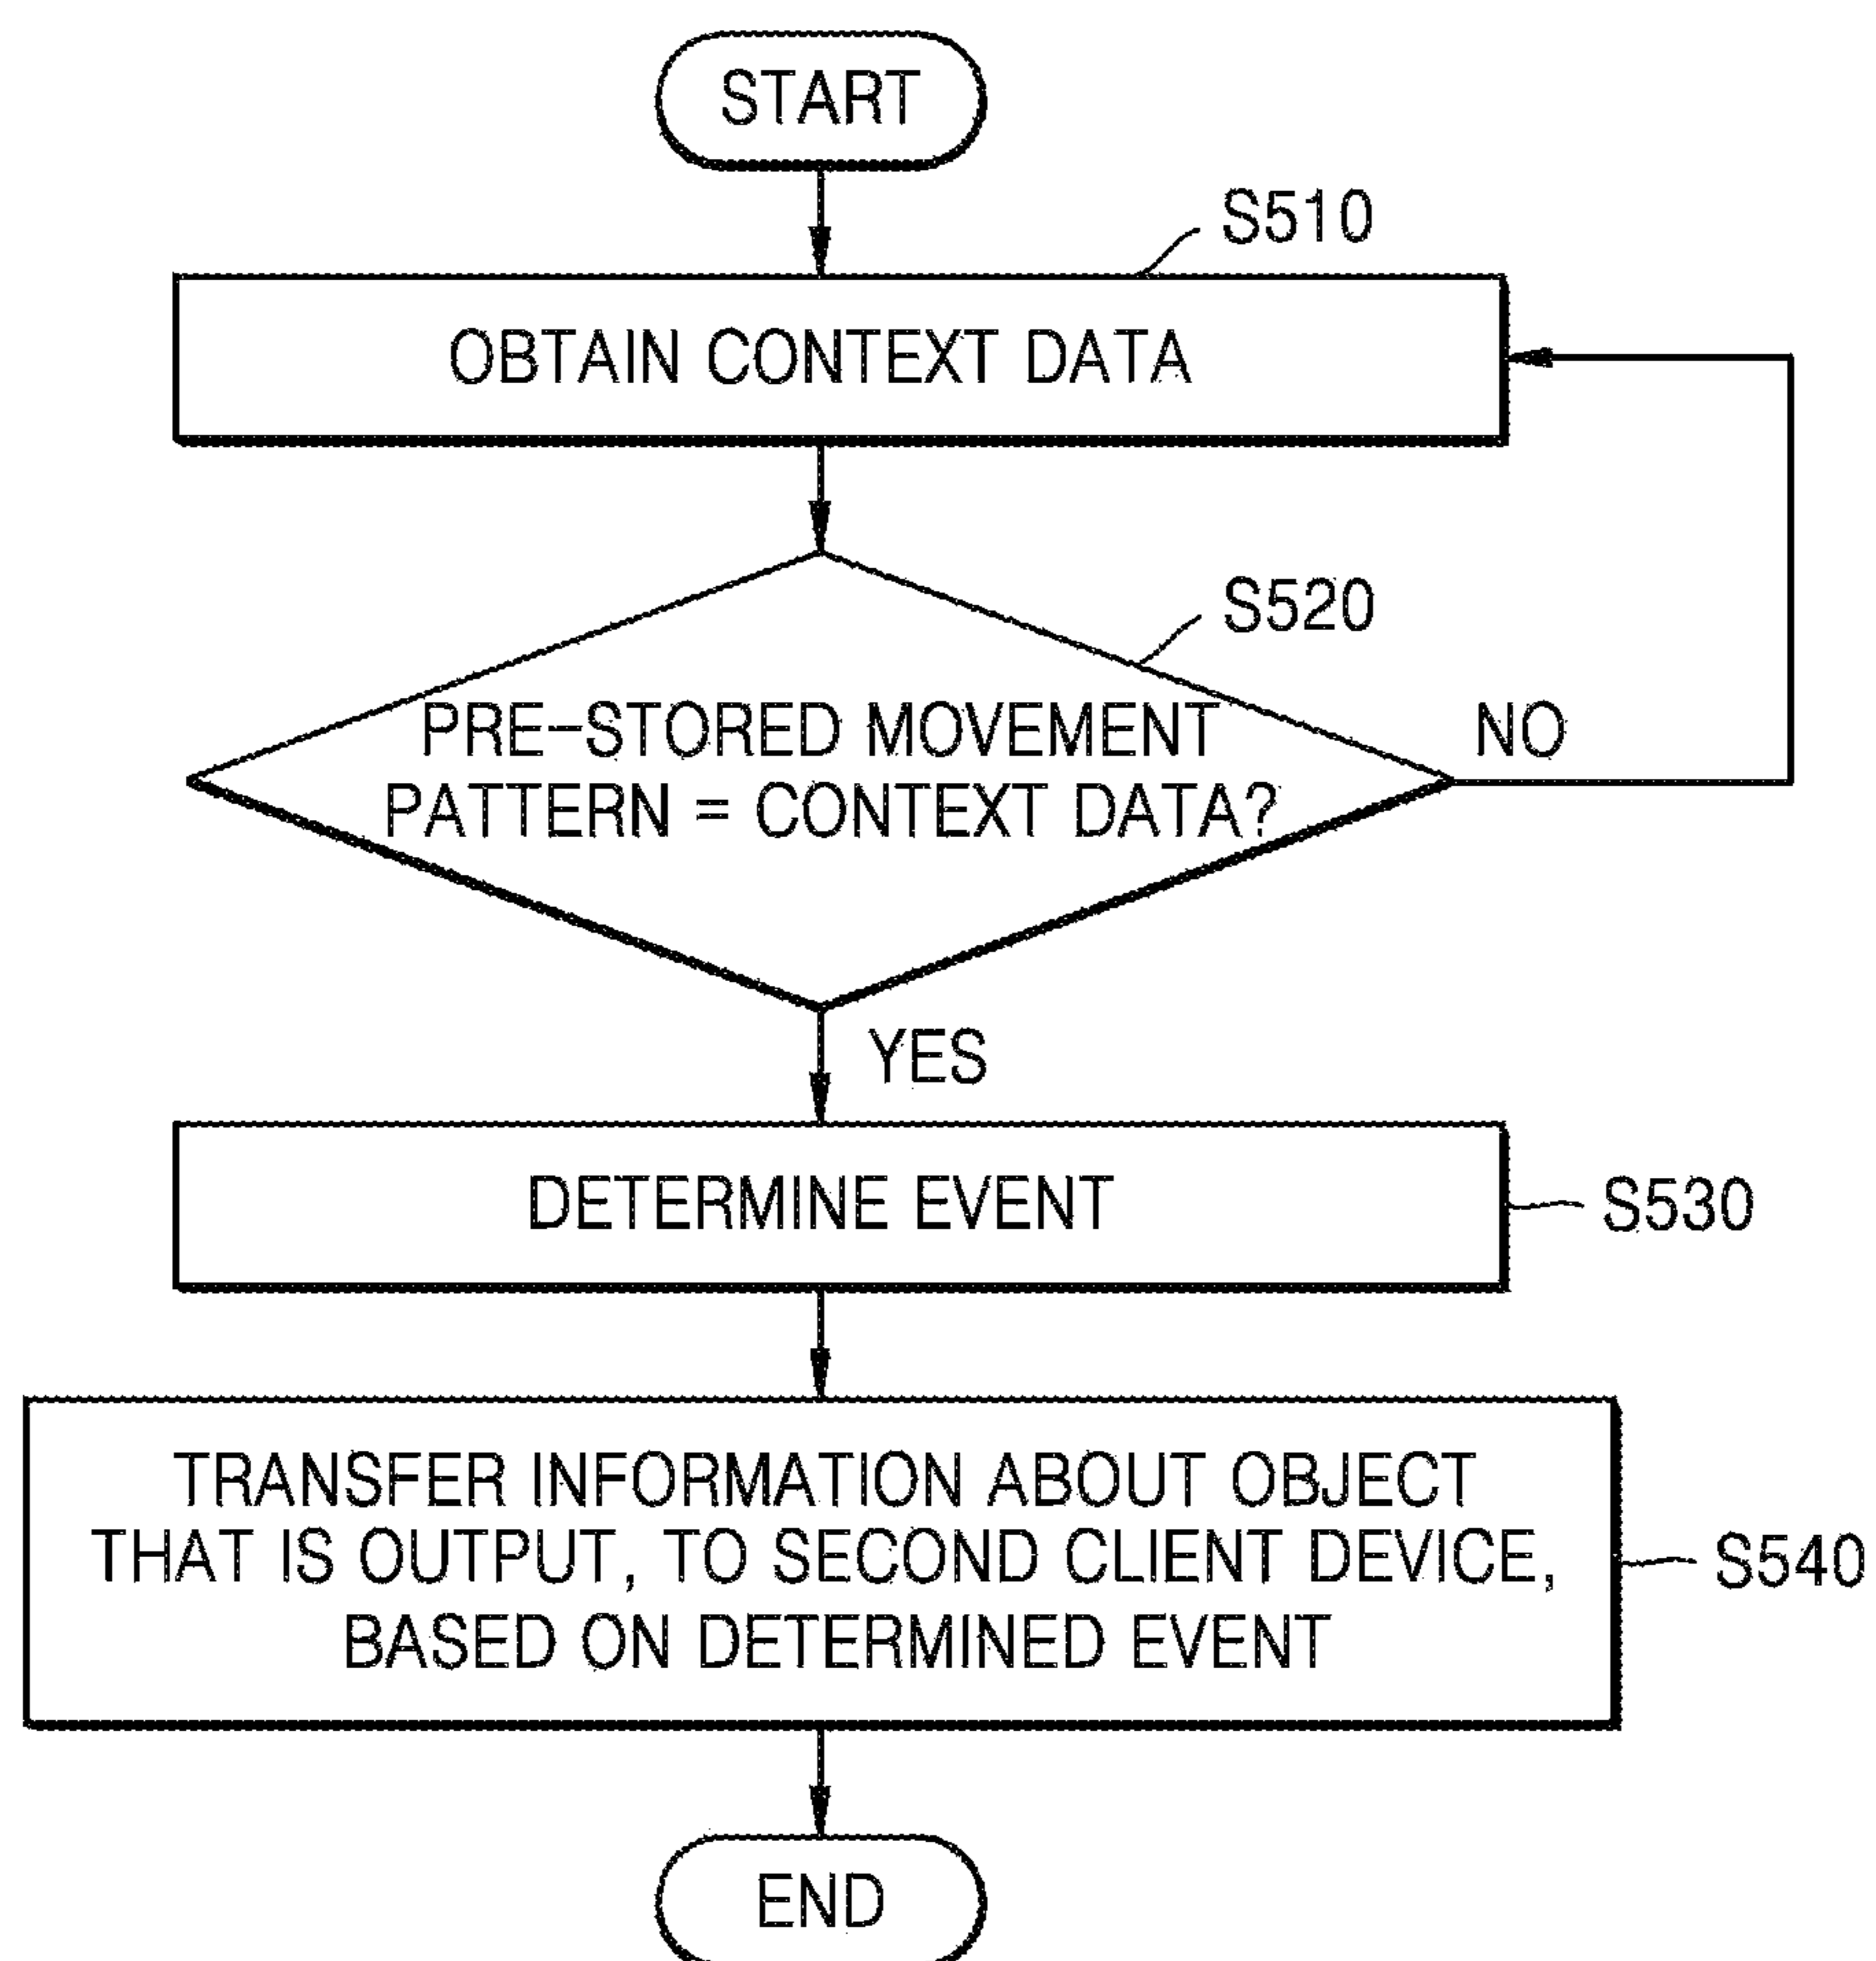 START
S510
OBTAIN CONTEXT DATA
S520
PRE-STORED MOVEMENT
PATTERN = CONTEXT DATA?
NO
YES
DETERMINE EVENT
S530
TRANSFER INFORMATION ABOUT OBJECT
THAT IS OUTPUT, TO SECOND CLIENT DEVICE,
BASED ON DETERMINED EVENT
S540
END